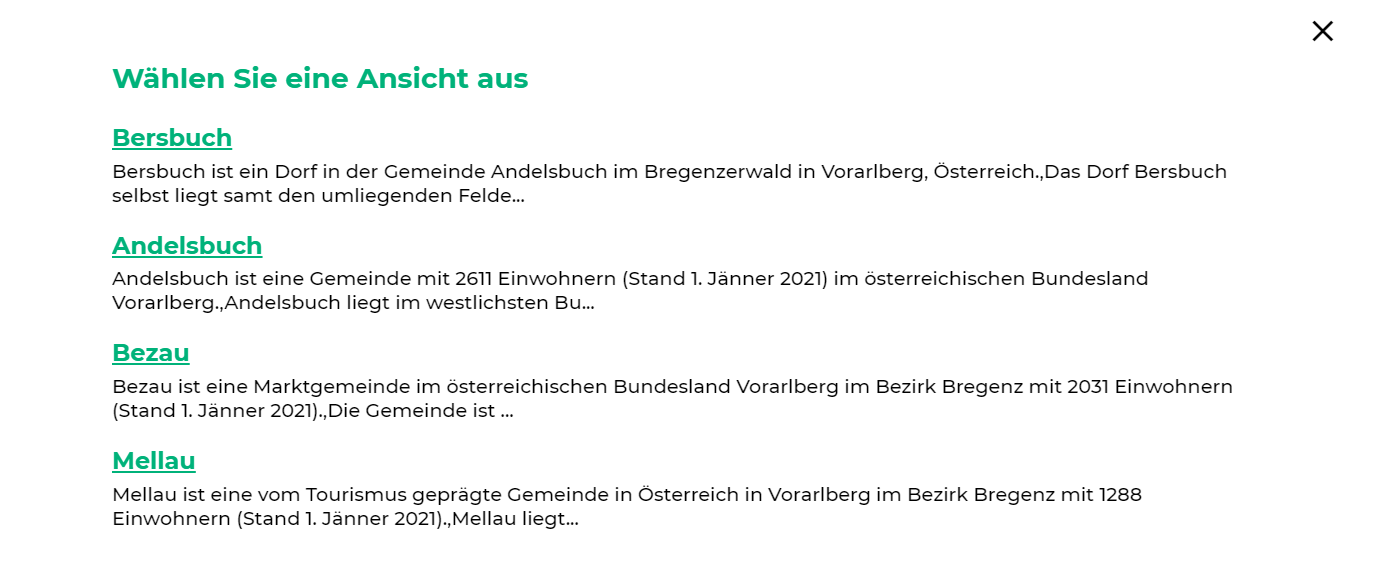 Wählen Sie eine Ansicht aus
Bersbuch
Bersbuch ist ein Dorf in der Gemeinde Andelsbuch im Bregenzerwald in Vorarlberg, Österreich.,Das Dorf Bersbuch
selbst liegt samt den umliegenden Felde...
Andelsbuch
Andelsbuch ist eine Gemeinde mit 2611 Einwohnern (Stand 1. Jänner 2021) im österreichischen Bundesland
Vorarlberg.,Andelsbuch liegt im westlichsten Bu...
Bezau
Bezau ist eine Marktgemeinde im österreichischen Bundesland Vorarlberg im Bezirk Bregenz mit 2031 Einwohnern
(Stand 1. Jänner 2021).,Die Gemeinde ist ...
Mellau
Mellau ist eine vom Tourismus geprägte Gemeinde in Österreich in Vorarlberg im Bezirk Bregenz mit 1288
Einwohnern (Stand 1. Jänner 2021).,Mellau liegt...